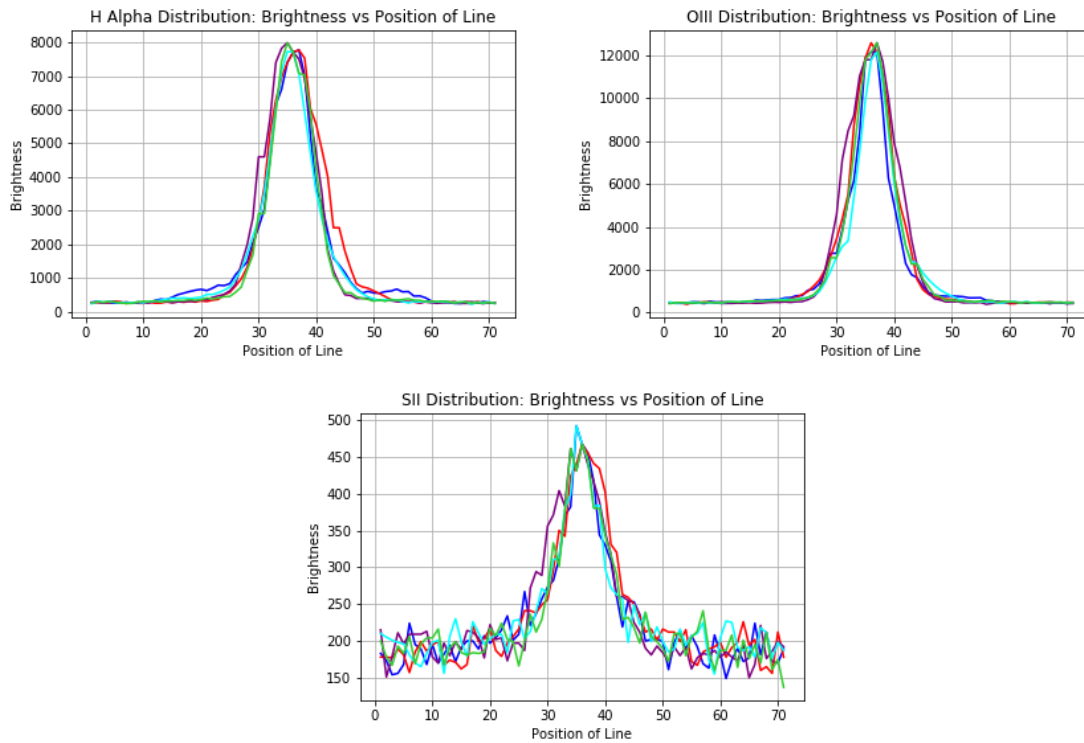 H Alpha Distribution: Brightness vs Position of Line
8000
7000
6000
5000
4000
3000
2000
1000
0
Brightness
0 10 20 30 40 50 60 70
Position of Line
OIII Distribution: Brightness vs Position of Line
12000
10000
8000
6000
4000
2000
0
Brightness
0 10 20 30 40 50 60 70
Position of Line
SII Distribution: Brightness vs Position of Line
500
450
400
350
300
250
200
150
Brightness
0 10 20 30 40 50 60 70
Position of Line